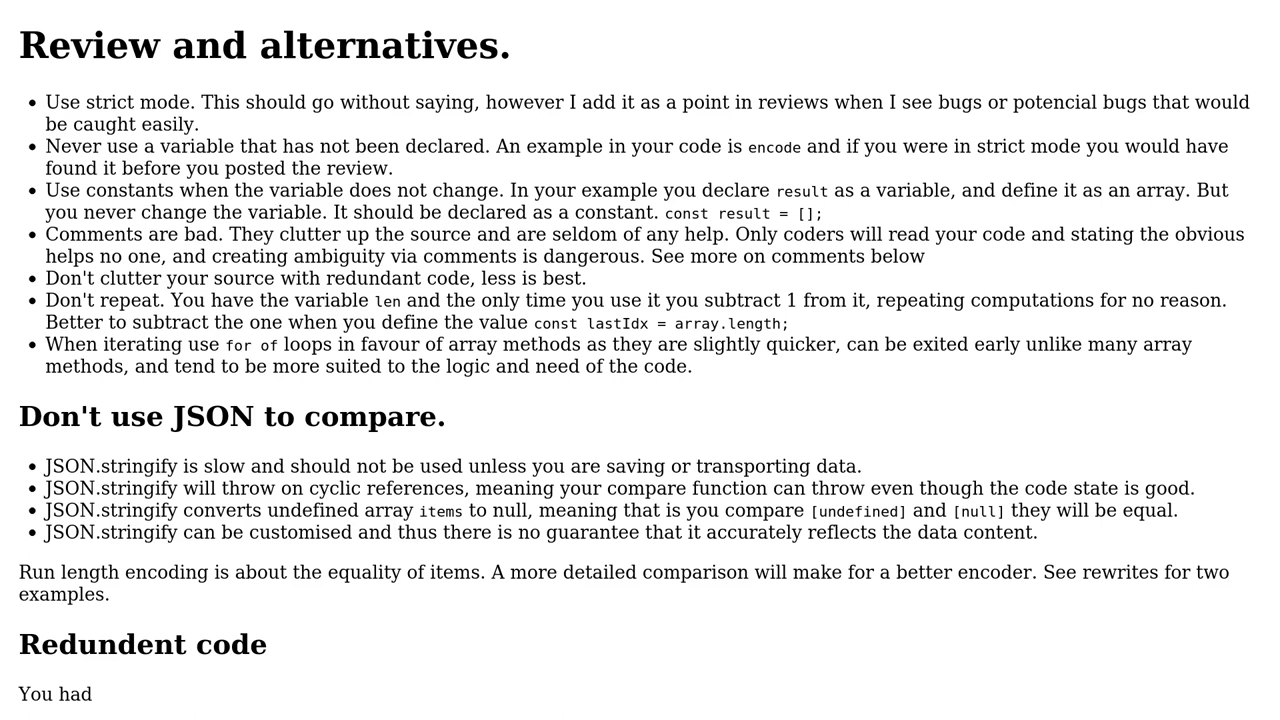 Review and alternatives.
• Use strict mode. This should go without saying, however I add it as a point in reviews when I see bugs or potencial bugs that would
be caught easily.
• Never use a variable that has not been declared. An example in your code is encode and if you were in strict mode you would have
found it before you posted the review.
• Use constants when the variable does not change. In your example you declare result as a variable, and define it as an array. But
you never change the variable. It should be declared as a constant. const result = [];
• Comments are bad. They clutter up the source and are seldom of any help. Only coders will read your code and stating the obvious
helps no one, and creating ambiguity via comments is dangerous. See more on comments below
• Don't clutter your source with redundant code, less is best.
• Don't repeat. You have the variable len and the only time you use it you subtract 1 from it, repeating computations for no reason.
Better to subtract the one when you define the value const lastIdx = array.length;
• When iterating use for of loops in favour of array methods as they are slightly quicker, can be exited early unlike many array
methods, and tend to be more suited to the logic and need of the code.
Don't use JSON to compare.
• JSON.stringify is slow and should not be used unless you are saving or transporting data.
• JSON.stringify will throw on cyclic references, meaning your compare function can throw even though the code state is good.
• JSON.stringify converts undefined array items to null, meaning that is you compare [undefined] and [null] they will be equal.
• JSON.stringify can be customised and thus there is no guarantee that it accurately reflects the data content.
Run length encoding is about the equality of items. A more detailed comparison will make for a better encoder. See rewrites for two
examples.
Redundent code
You had